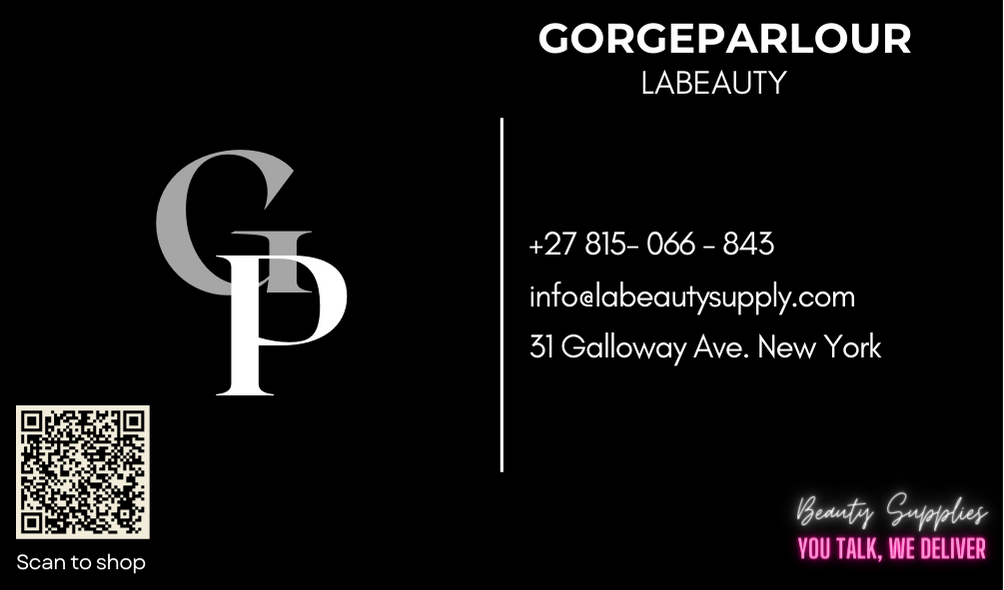 GORGEPARLOUR
LABEAUTY
GP
+27 815- 066 - 843
info@labeautysupply.com
31 Galloway Ave. New York
Scan to shop
Beauty Supplies
YOU TALK, WE DELIVER